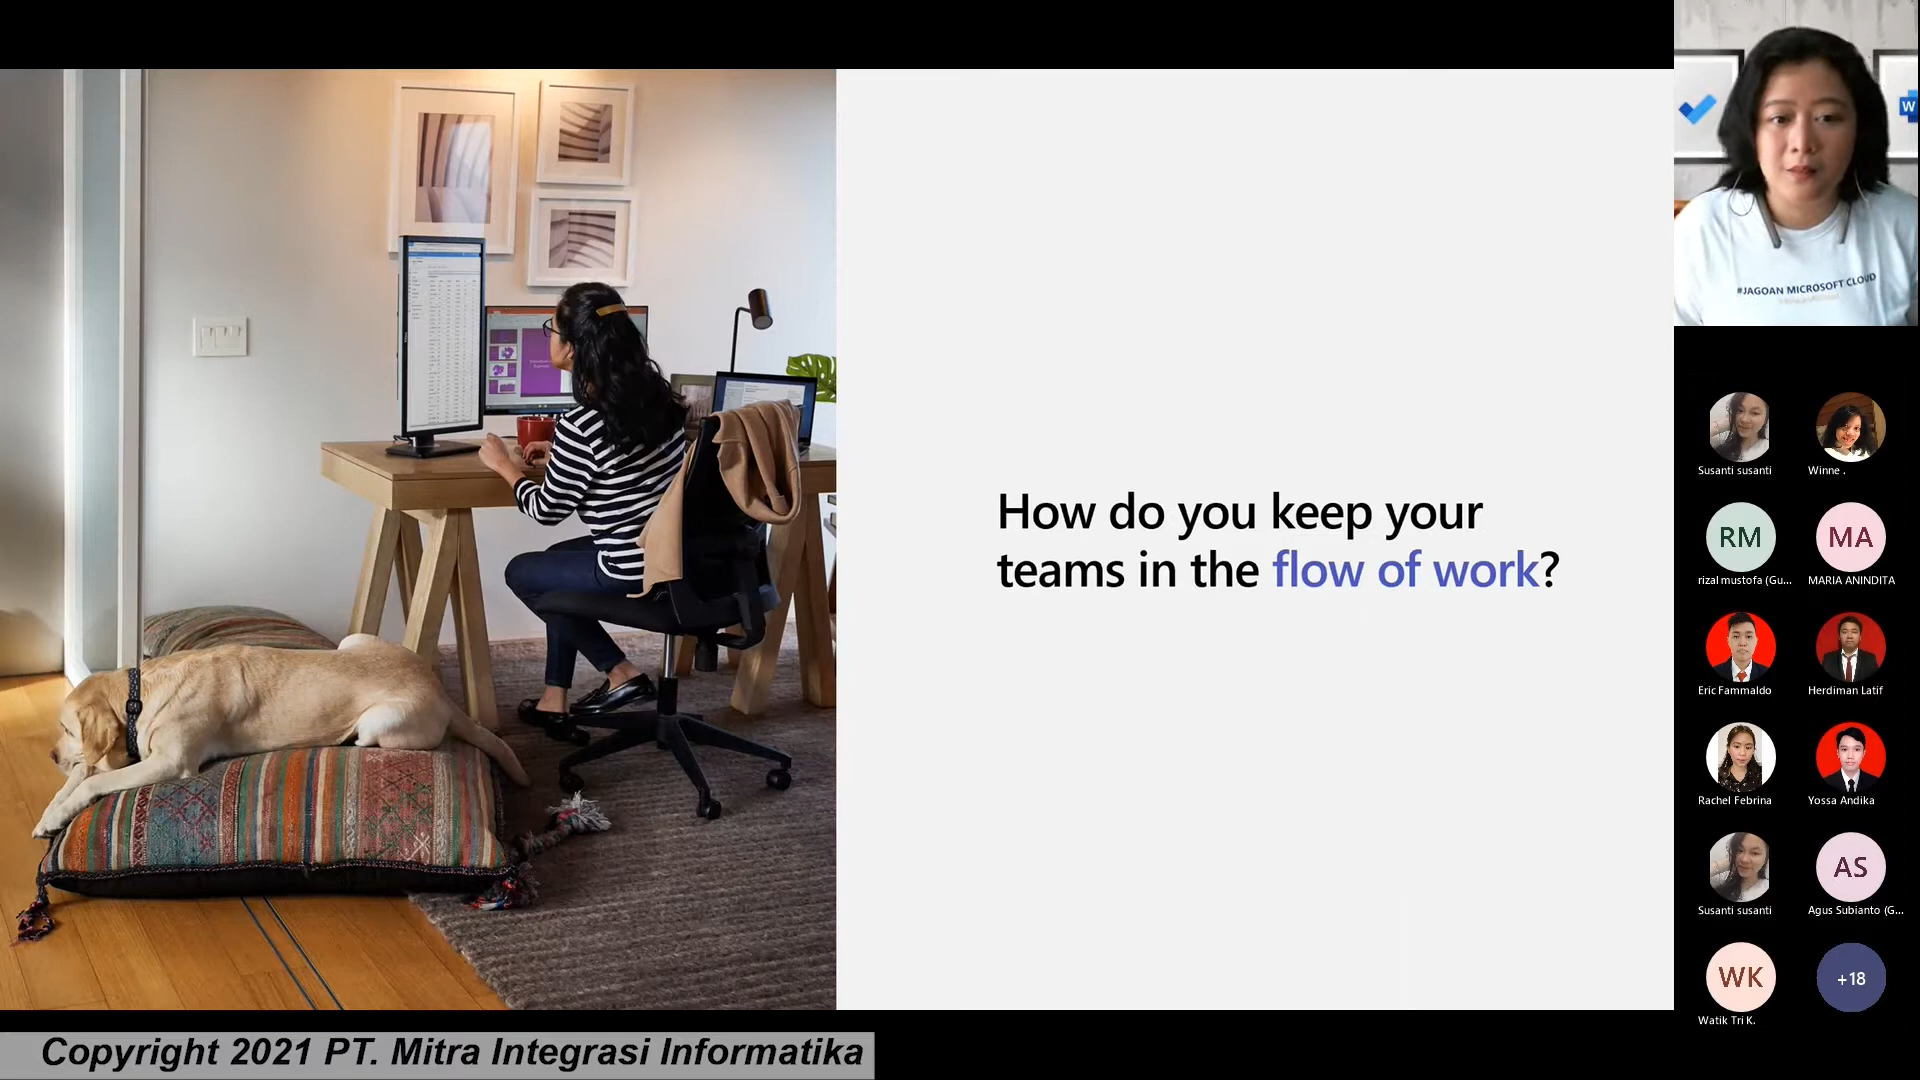 How do you keep your
teams in the flow of work?
W
#JAGOAN MICROSOFT CLOUD
Susanti susanti
Winne .
RM
MA
rizal mustofa (Gu...
MARIA ANINDITA
Eric Fammaldo
Herdiman Latif
Rachel Febrina
Yossa Andika
AS
Susanti susanti
Agus Subianto (G...
WK
+18
Watik Tri K.
Copyright 2021 PT. Mitra Integrasi Informatika